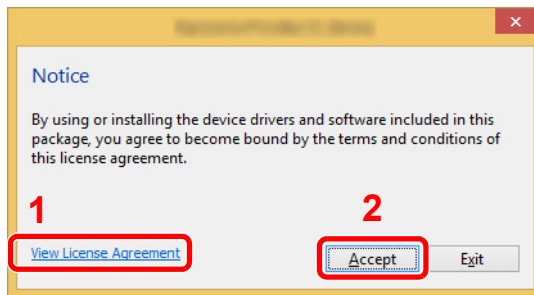 Notice
By using or installing the device drivers and software included in this
package, you agree to become bound by the terms and conditions of
this license agreement.
1
2
View License Agreement
Accept
Exit